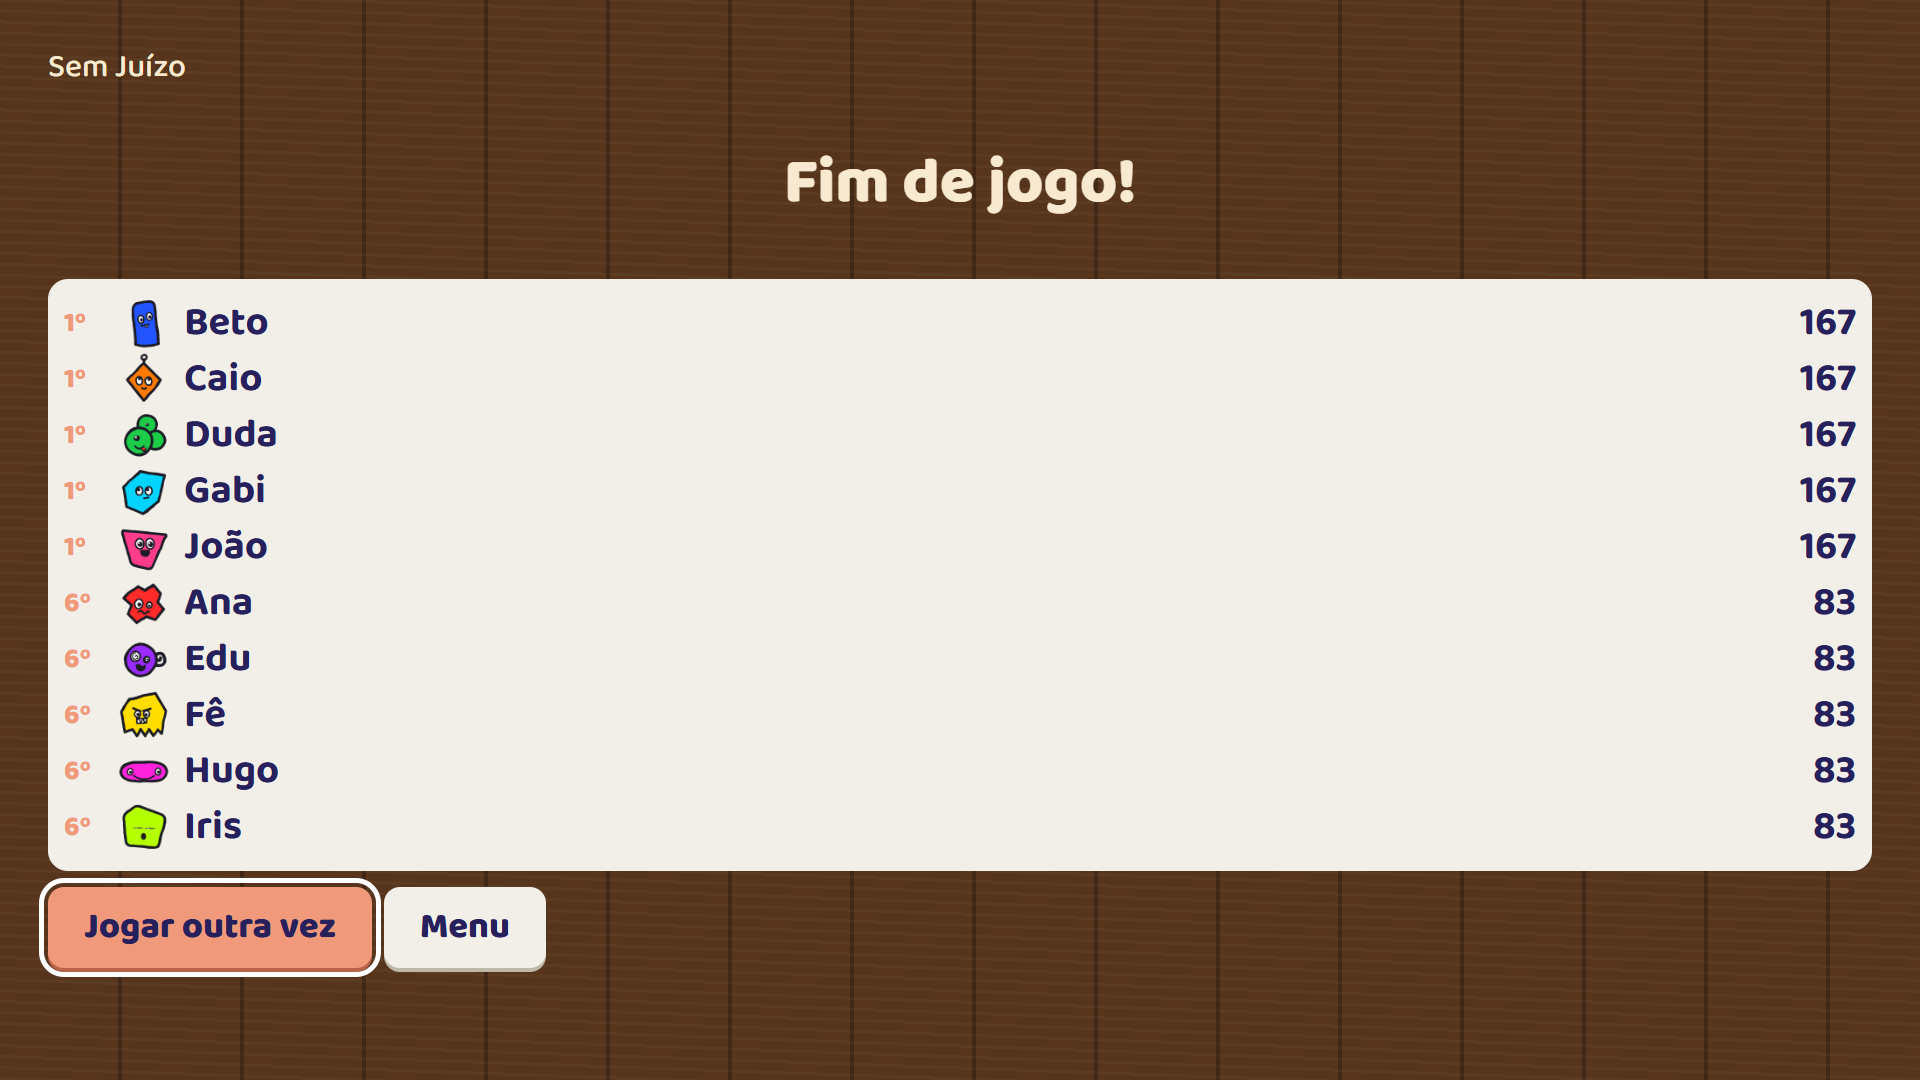 Sem Juízo
Fim de jogo!
1º Beto 167
1º Caio 167
1º Duda 167
1º Gabi 167
1º João 167
6º Ana 83
6º Edu 83
6º Fê 83
6º Hugo 83
6º Iris 83
Jogar outra vez Menu